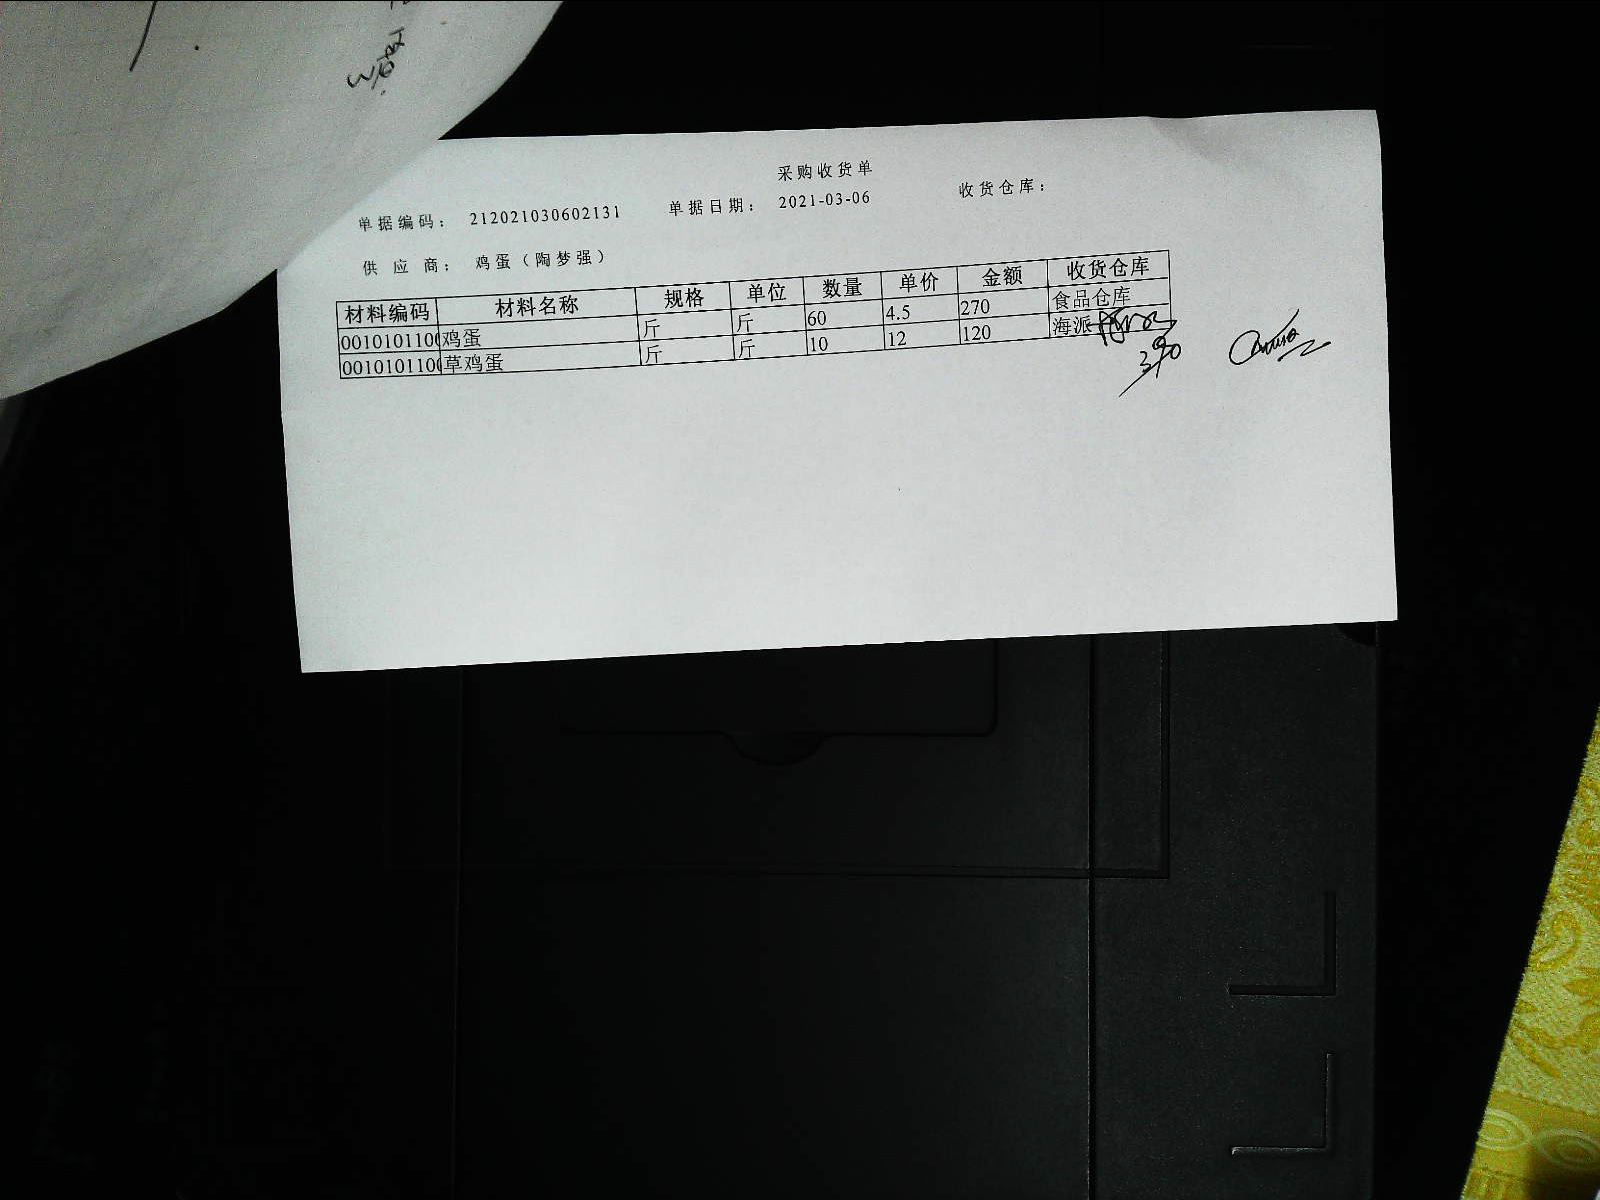 采购收货单
单据编码： 212021030602131 单据日期： 2021-03-06 收货仓库：
供 应 商： 鸡蛋（陶梦强）
材料编码 材料名称 规格 单位 数量 单价 金额 收货仓库
0010101100 鸡蛋 斤 斤 60 4.5 270 食品仓库
0010101100 草鸡蛋 斤 斤 10 12 120 海派
390